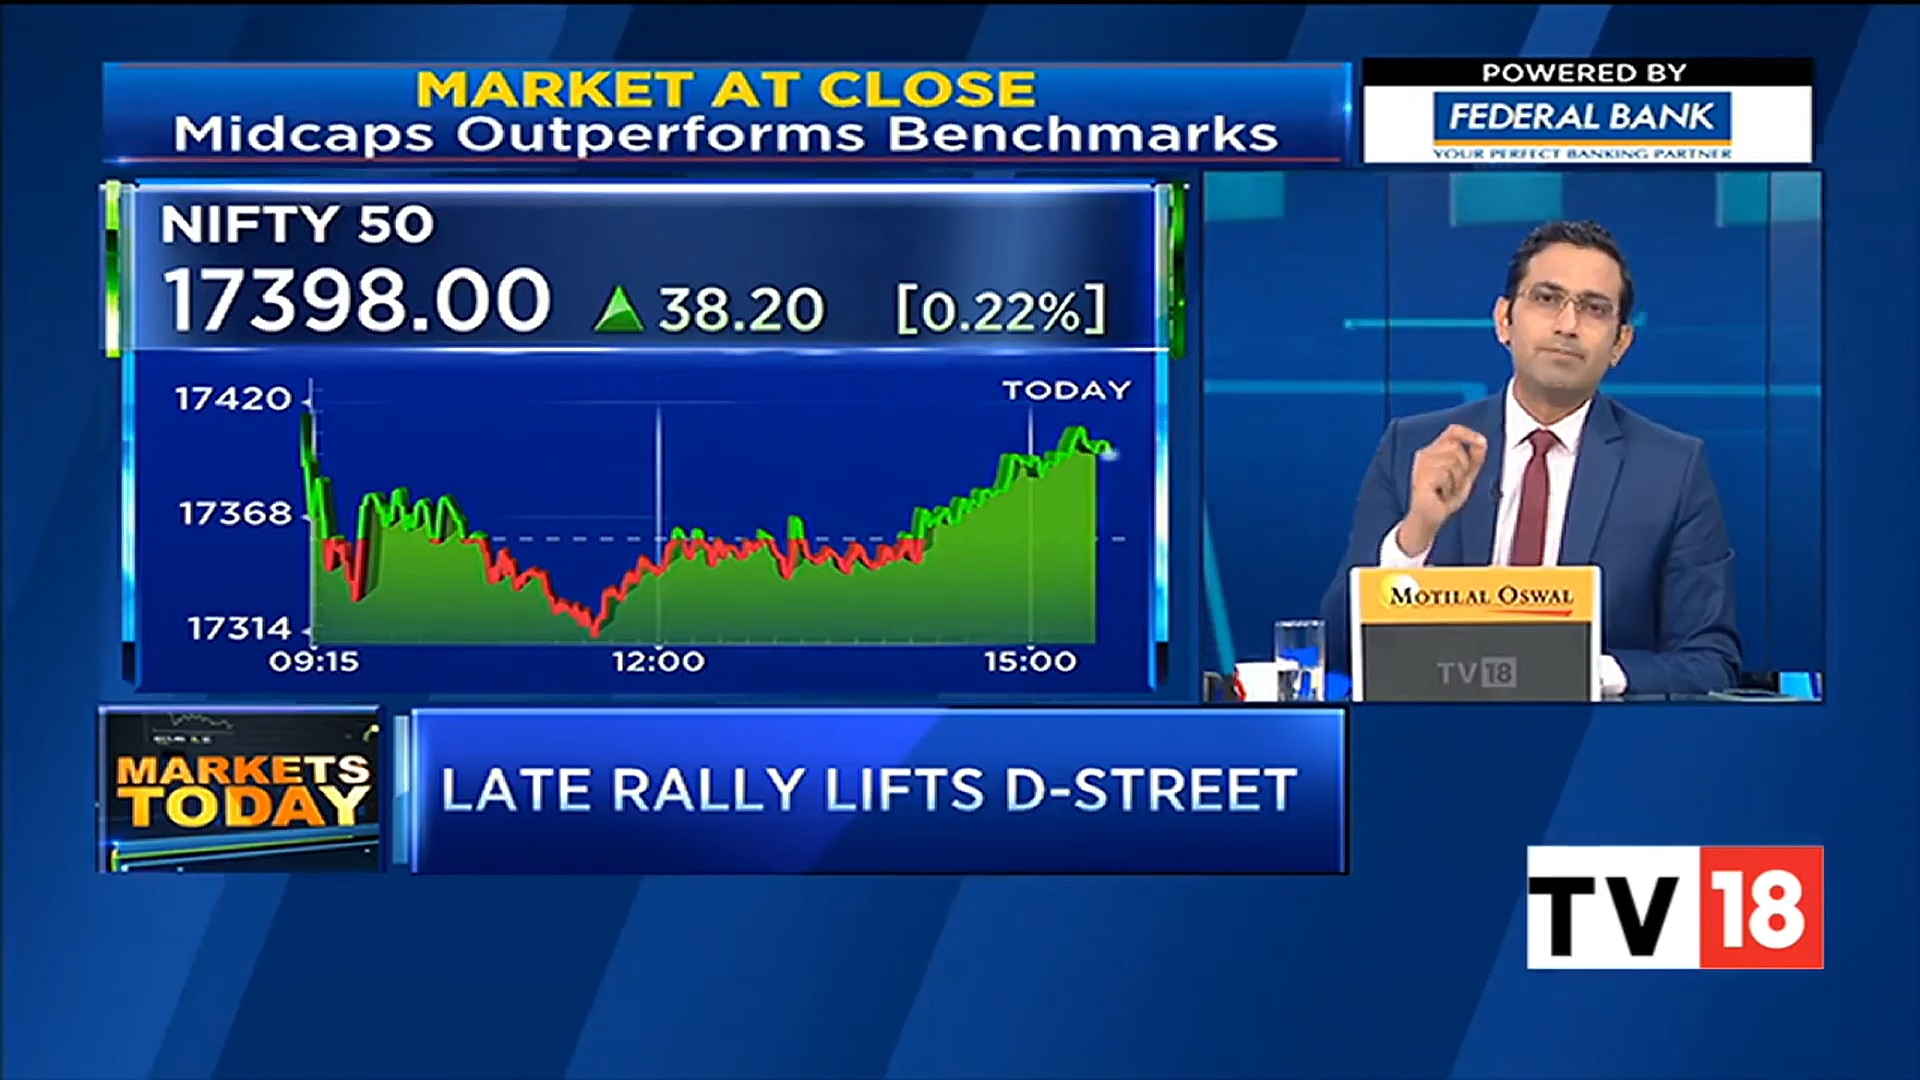 MARKET AT CLOSE
Midcaps Outperforms Benchmarks
POWERED BY
FEDERAL BANK
YOUR PERFECT BANKING PARTNER
NIFTY 50
17398.00 ▲ 38.20 [0.22%]
TODAY
17420
17368
17314
09:15 12:00 15:00
MOTILAL OSWAL
TV18
MARKETS
TODAY
LATE RALLY LIFTS D-STREET
TV18